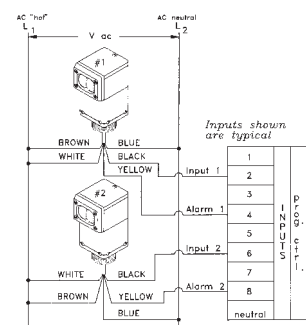 AC "hot"
L1
AC neutral
L2
V ac
#1
Inputs shown
are typical
BROWN
BLUE
WHITE
BLACK
YELLOW
Input 1
Alarm 1
#2
Input 2
WHITE
BLACK
Alarm 2
BROWN
YELLOW
BLUE
1
2
3
4
5
6
7
8
neutral
INPUTS
prog. ctrl.